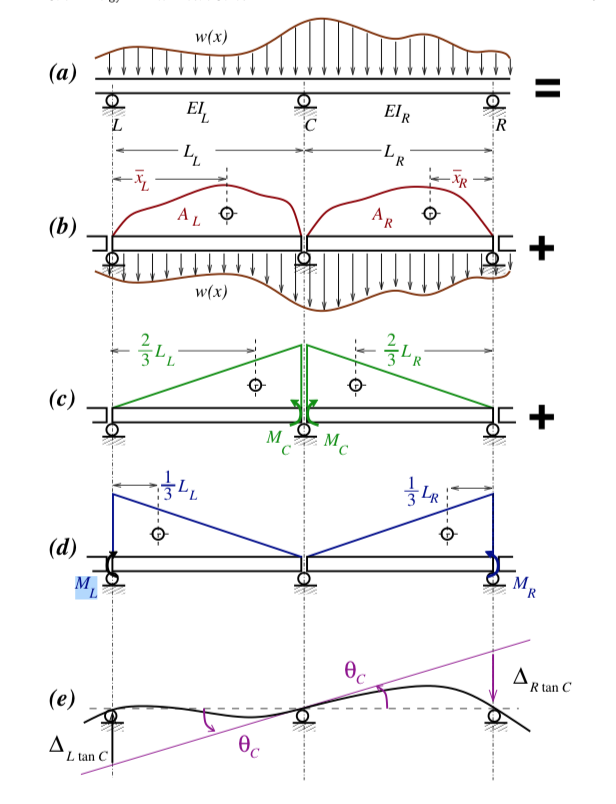 w(x)
(a)
=
EI_L
EI_R
L
C
R
L_L
L_R
x̄_L
x̄_R
A_L
A_R
(b)
+
w(x)
2/3 L_L
2/3 L_R
(c)
+
M_C
M_C
1/3 L_L
1/3 L_R
(d)
M_L
M_R
θ_C
Δ_R tan C
(e)
θ_C
Δ_L tan C